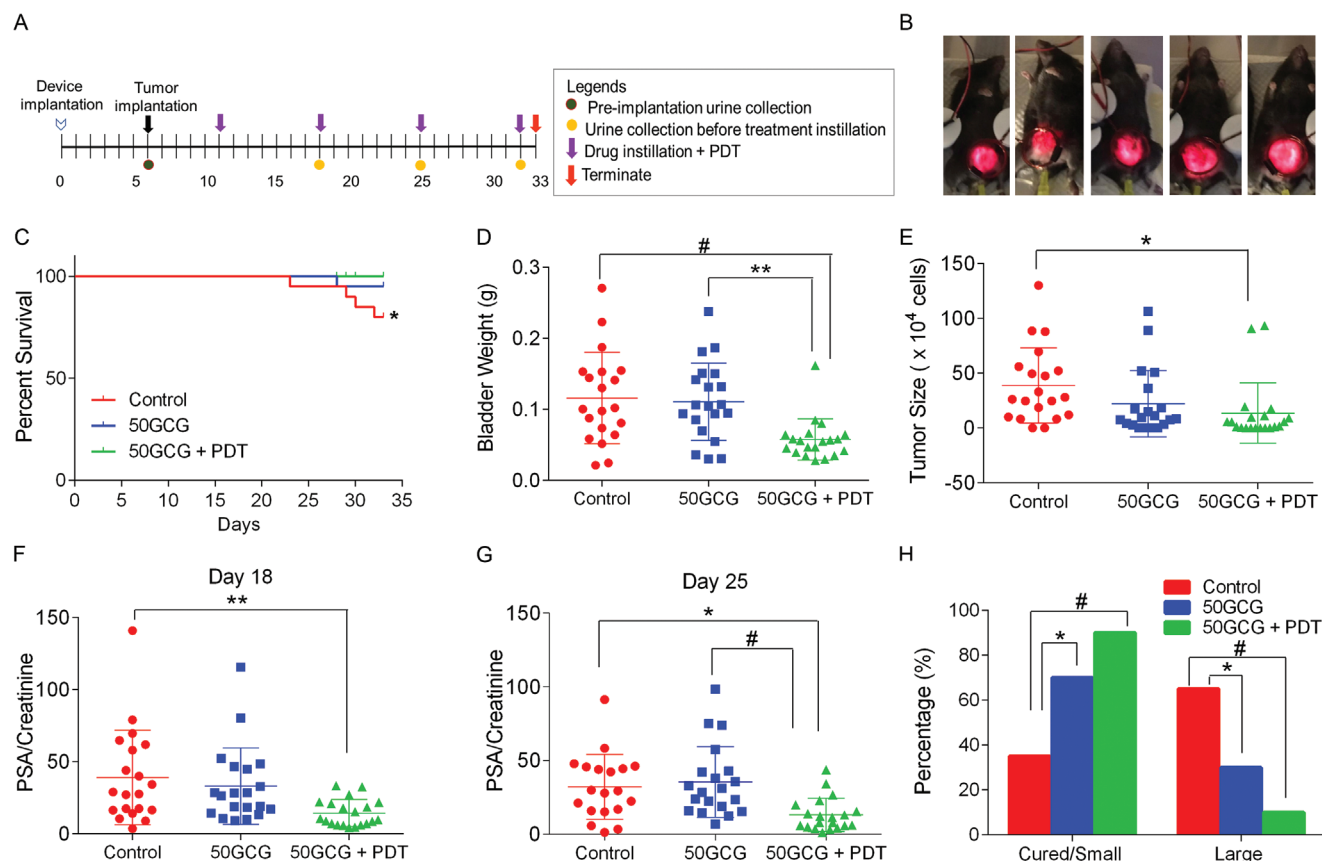 A
Device
implantation
Tumor
implantation
0 5 10 15 20 25 30 33
Legends
Pre-implantation urine collection
Urine collection before treatment instillation
Drug instillation + PDT
Terminate
B
C
Percent Survival
100
50
0
*
Control
50GCG
50GCG + PDT
0 5 10 15 20 25 30 35
Days
D
Bladder Weight (g)
0.3
0.2
0.1
0.0
#
**
Control 50GCG 50GCG + PDT
E
Tumor Size ( x 10⁴ cells)
150
100
50
0
-50
*
Control 50GCG 50GCG + PDT
F
Day 18
PSA/Creatinine
150
100
50
0
**
Control 50GCG 50GCG + PDT
G
Day 25
PSA/Creatinine
150
100
50
0
*
#
Control 50GCG 50GCG + PDT
H
Control
50GCG
50GCG + PDT
Percentage (%)
100
80
60
40
20
0
#
*
#
*
Cured/Small Large